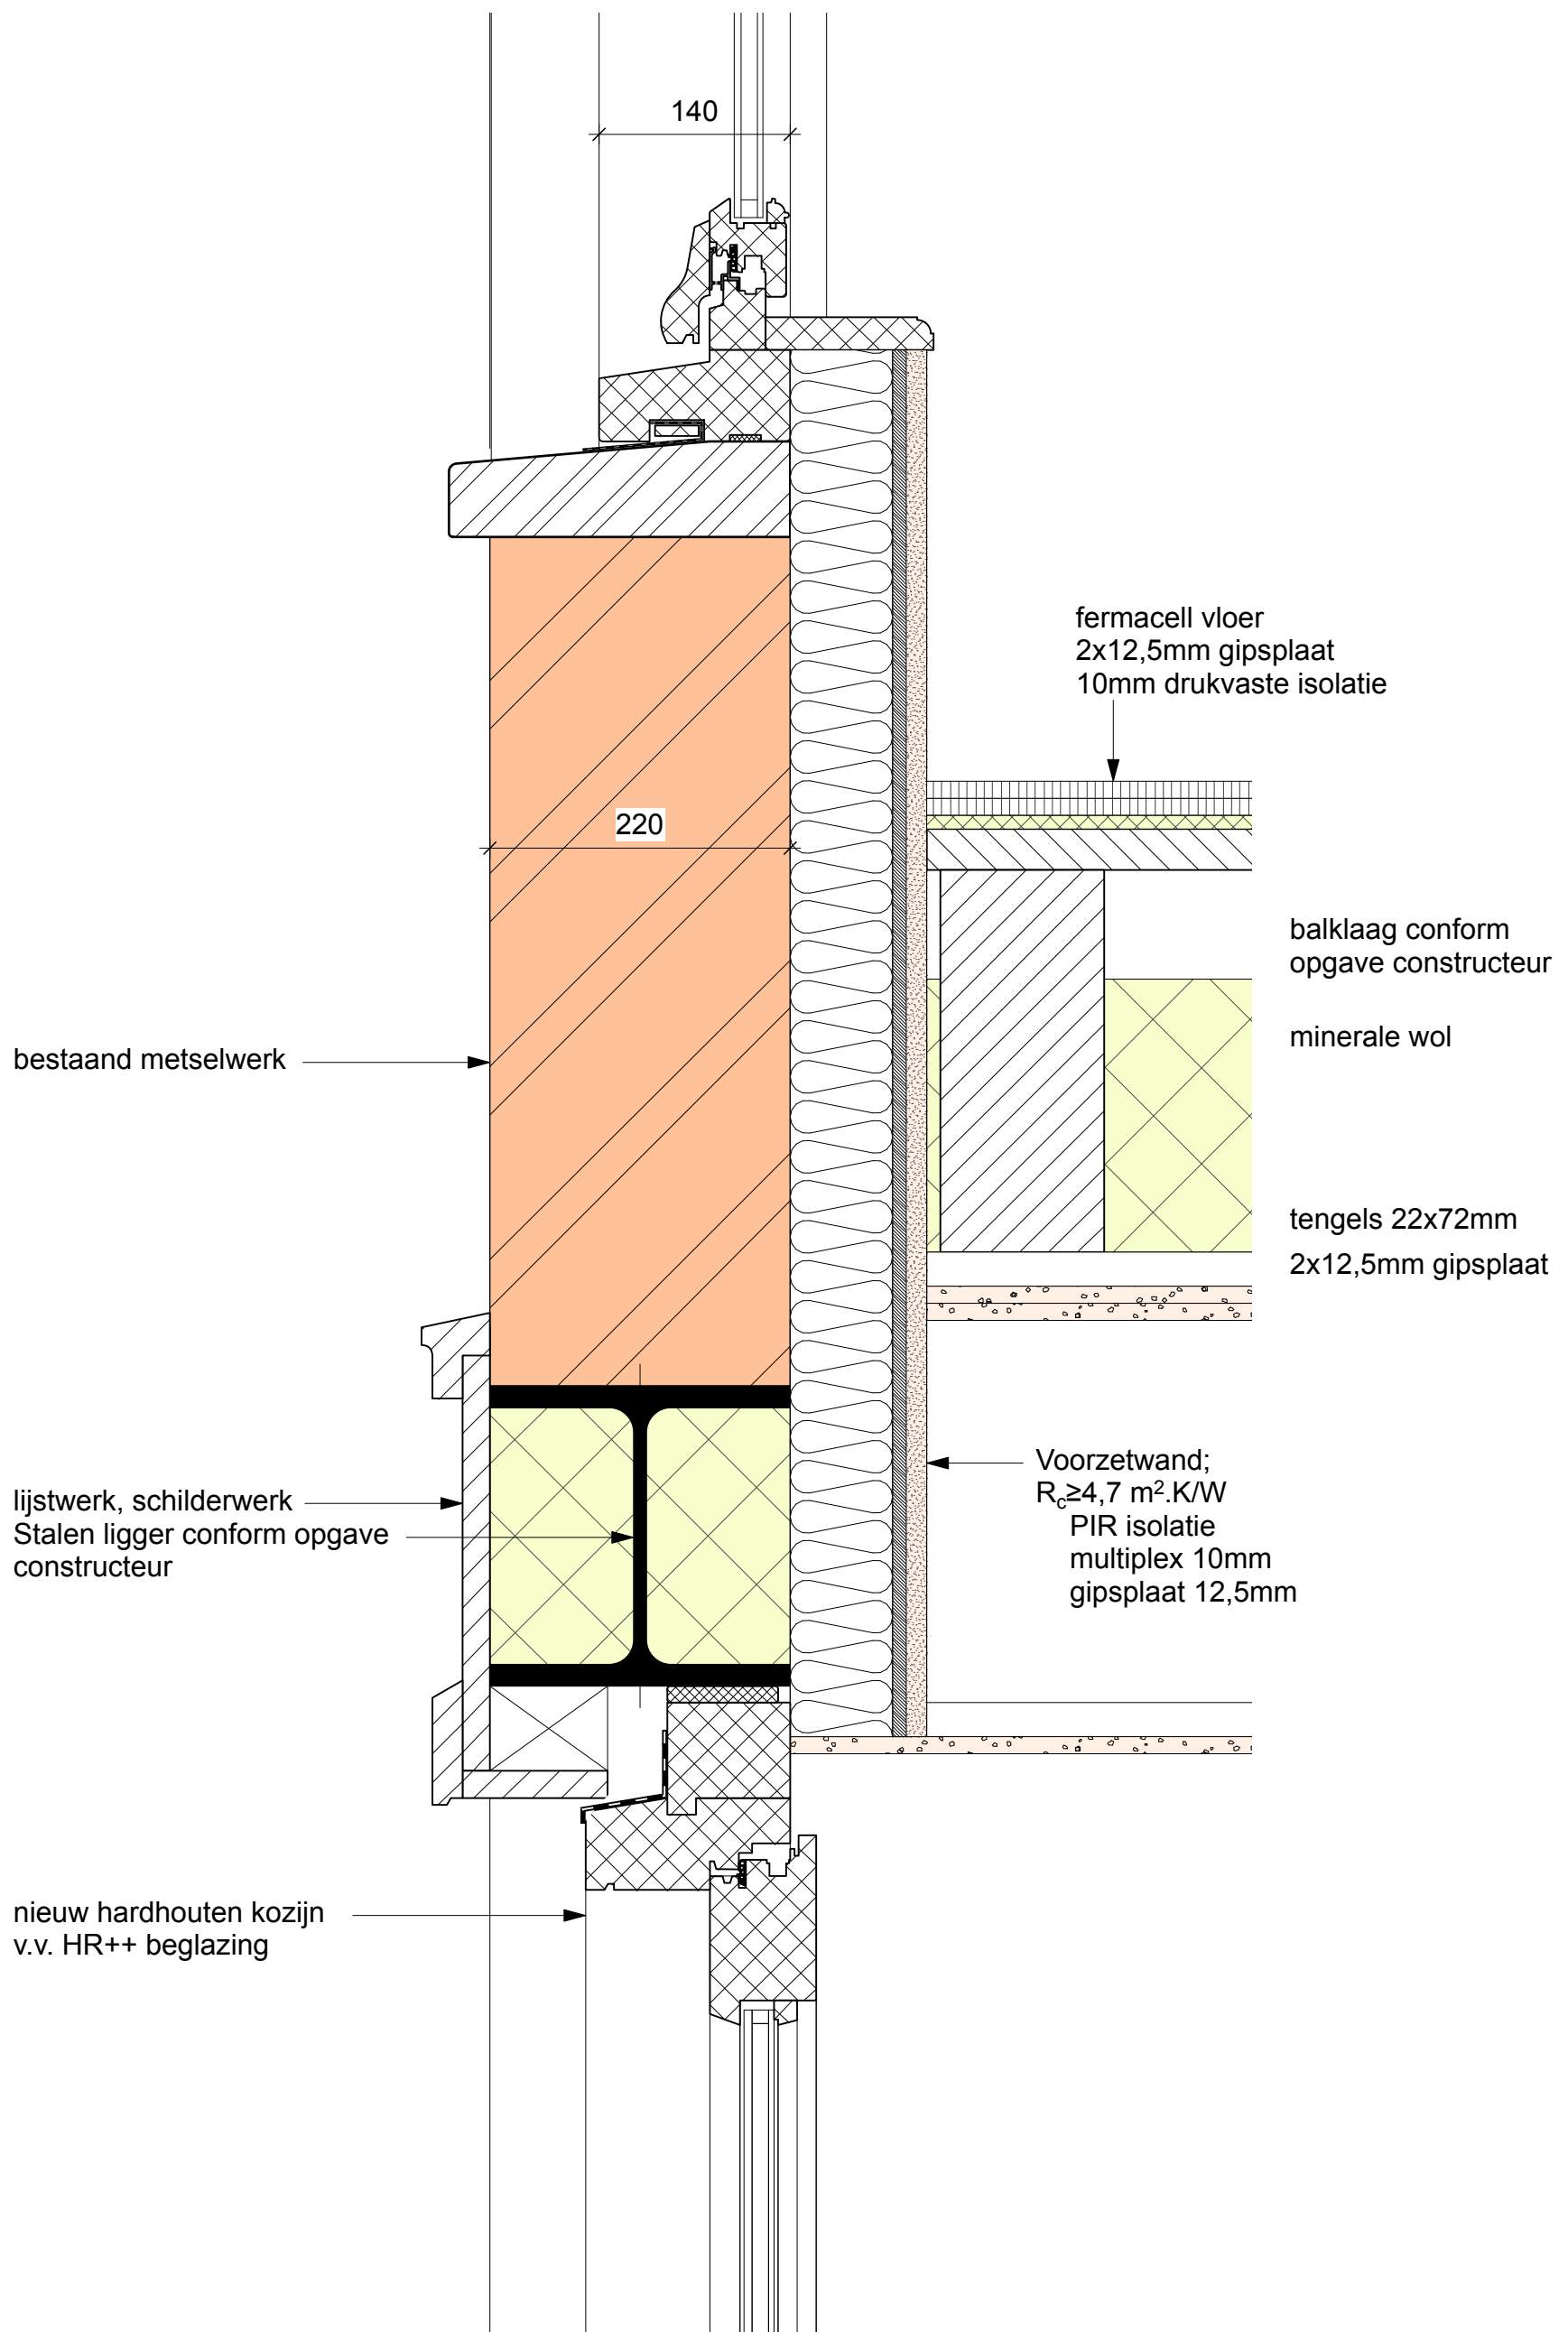 140
fermacell vloer
2x12,5mm gipsplaat
10mm drukvaste isolatie
220
balklaag conform
opgave constructeur
minerale wol
bestaand metselwerk
tengels 22x72mm
2x12,5mm gipsplaat
Voorzetwand;
Rc≥4,7 m².K/W
PIR isolatie
multiplex 10mm
gipsplaat 12,5mm
lijstwerk, schilderwerk
Stalen ligger conform opgave
constructeur
nieuw hardhouten kozijn
v.v. HR++ beglazing